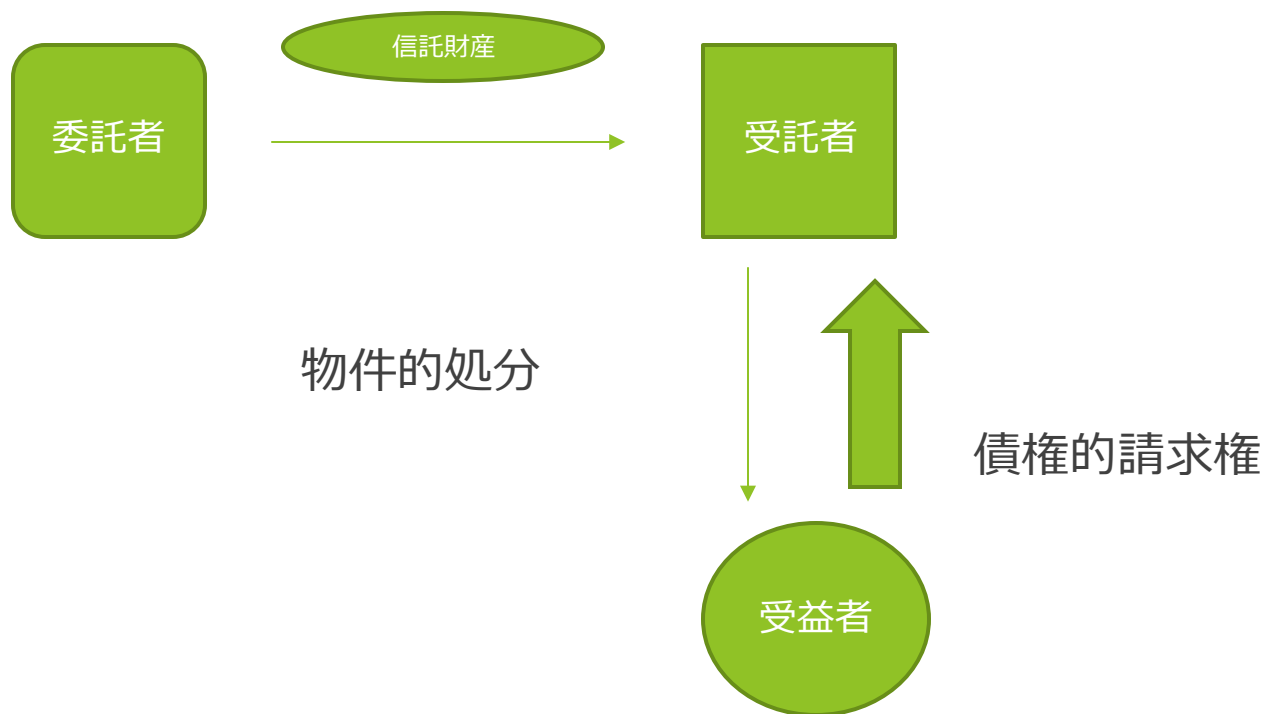 信託財産
委託者
受託者
物件的処分
債権的請求権
受益者